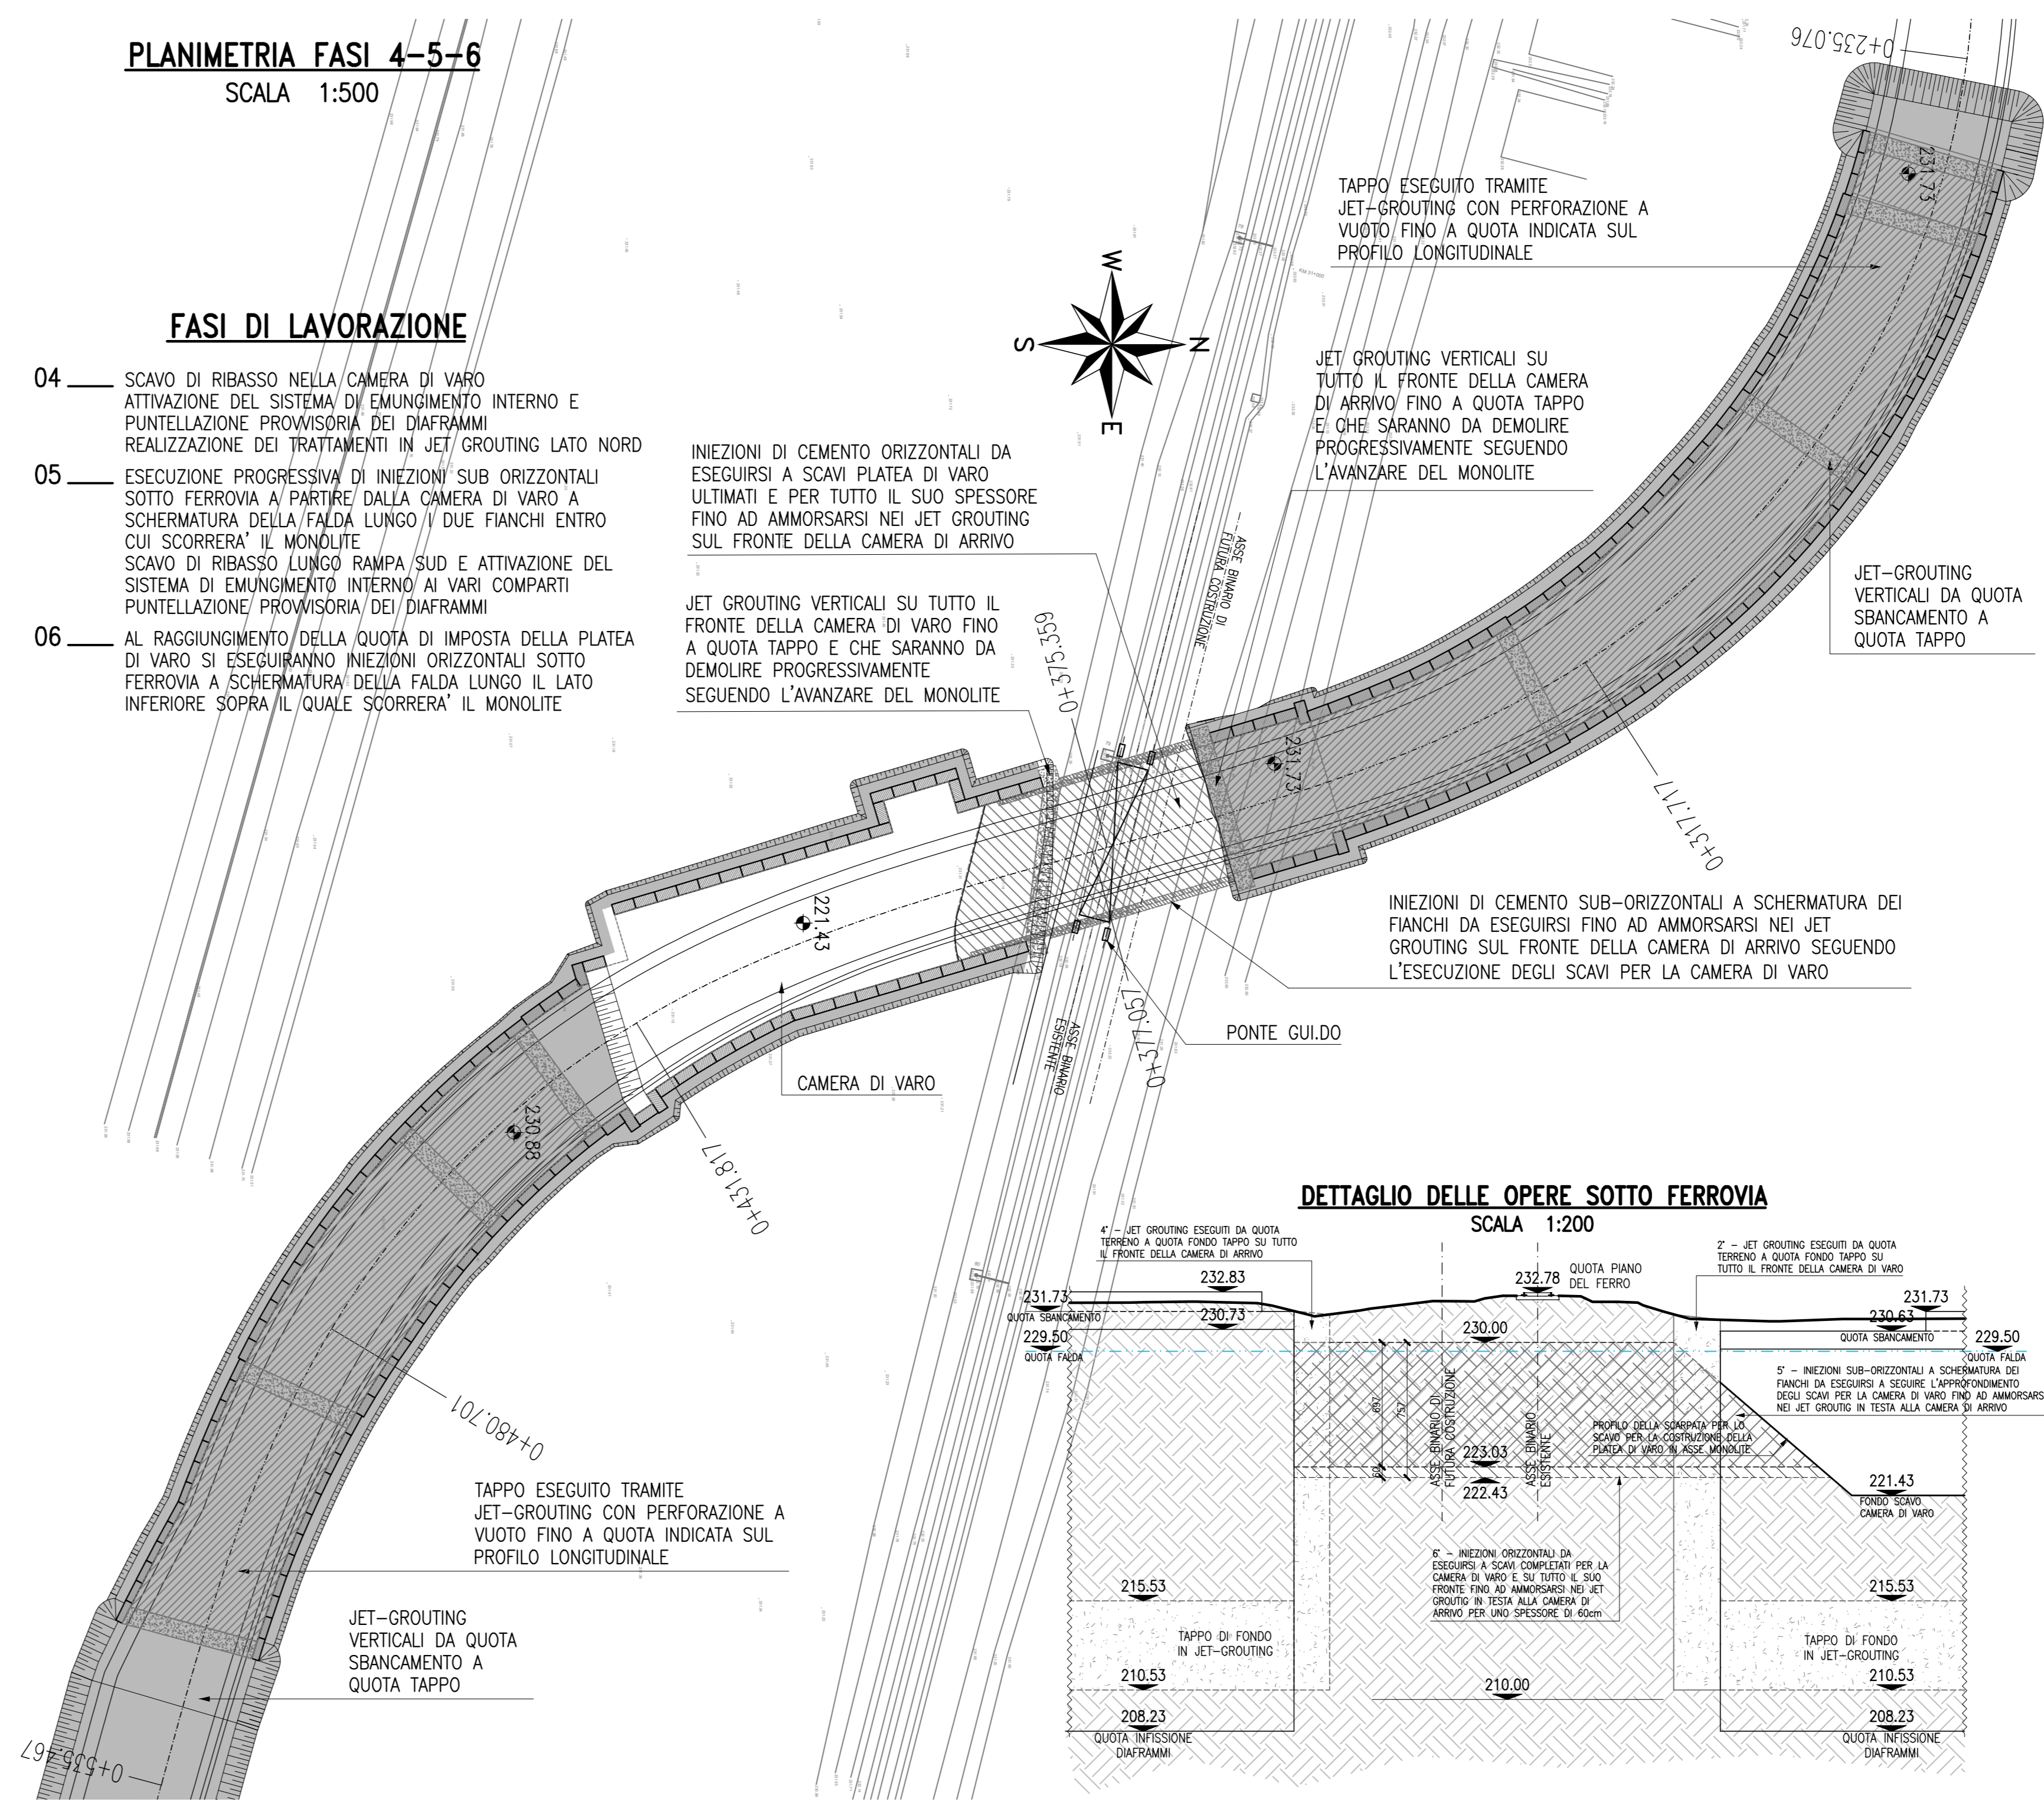 PLANIMETRIA FASI 4-5-6
SCALA 1:500
0+235.076
231.73
TAPPO ESEGUITO TRAMITE
JET-GROUTING CON PERFORAZIONE A
VUOTO FINO A QUOTA INDICATA SUL
PROFILO LONGITUDINALE
W
S
N
E
FASI DI LAVORAZIONE
04
SCAVO DI RIBASSO NELLA CAMERA DI VARO
ATTIVAZIONE DEL SISTEMA DI EMUNGIMENTO INTERNO E
PUNTELLAZIONE PROVVISORIA DEI DIAFRAMMI
REALIZZAZIONE DEI TRATTAMENTI IN JET GROUTING LATO NORD
05
ESECUZIONE PROGRESSIVA DI INIEZIONI SUB ORIZZONTALI
SOTTO FERROVIA A PARTIRE DALLA CAMERA DI VARO A
SCHERMATURA DELLA FALDA LUNGO I DUE FIANCHI ENTRO
CUI SCORRERA' IL MONOLITE
SCAVO DI RIBASSO LUNGO RAMPA SUD E ATTIVAZIONE DEL
SISTEMA DI EMUNGIMENTO INTERNO AI VARI COMPARTI
PUNTELLAZIONE PROVVISORIA DEI DIAFRAMMI
06
AL RAGGIUNGIMENTO DELLA QUOTA DI IMPOSTA DELLA PLATEA
DI VARO SI ESEGUIRANNO INIEZIONI ORIZZONTALI SOTTO
FERROVIA A SCHERMATURA DELLA FALDA LUNGO IL LATO
INFERIORE SOPRA IL QUALE SCORRERA' IL MONOLITE
JET GROUTING VERTICALI SU
TUTTO IL FRONTE DELLA CAMERA
DI ARRIVO FINO A QUOTA TAPPO
E CHE SARANNO DA DEMOLIRE
PROGRESSIVAMENTE SEGUENDO
L'AVANZARE DEL MONOLITE
INIEZIONI DI CEMENTO ORIZZONTALI DA
ESEGUIRSI A SCAVI PLATEA DI VARO
ULTIMATI E PER TUTTO IL SUO SPESSORE
FINO AD AMMORSARSI NEI JET GROUTING
SUL FRONTE DELLA CAMERA DI ARRIVO
JET GROUTING VERTICALI SU TUTTO IL
FRONTE DELLA CAMERA DI VARO FINO
A QUOTA TAPPO E CHE SARANNO DA
DEMOLIRE PROGRESSIVAMENTE
SEGUENDO L'AVANZARE DEL MONOLITE
ASSE BINARIO DI
FUTURA COSTRUZIONE
0+375.359
JET-GROUTING
VERTICALI DA QUOTA
SBANCAMENTO A
QUOTA TAPPO
231.73
0+317.717
221.43
INIEZIONI DI CEMENTO SUB-ORIZZONTALI A SCHERMATURA DEI
FIANCHI DA ESEGUIRSI FINO AD AMMORSARSI NEI JET
GROUTING SUL FRONTE DELLA CAMERA DI ARRIVO SEGUENDO
L'ESECUZIONE DEGLI SCAVI PER LA CAMERA DI VARO
PONTE GUI.DO
0+377.057
ASSE BINARIO
ESISTENTE
CAMERA DI VARO
230.88
0+431.817
0+480.701
TAPPO ESEGUITO TRAMITE
JET-GROUTING CON PERFORAZIONE A
VUOTO FINO A QUOTA INDICATA SUL
PROFILO LONGITUDINALE
JET-GROUTING
VERTICALI DA QUOTA
SBANCAMENTO A
QUOTA TAPPO
0+535.467
DETTAGLIO DELLE OPERE SOTTO FERROVIA
SCALA 1:200
4° - JET GROUTING ESEGUITI DA QUOTA
TERRENO A QUOTA FONDO TAPPO SU TUTTO
IL FRONTE DELLA CAMERA DI ARRIVO
2° - JET GROUTING ESEGUITI DA QUOTA
TERRENO A QUOTA FONDO TAPPO SU
TUTTO IL FRONTE DELLA CAMERA DI VARO
232.83
232.78
QUOTA PIANO
DEL FERRO
231.73
QUOTA SBANCAMENTO
230.73
231.73
230.63
QUOTA SBANCAMENTO
229.50
QUOTA FALDA
230.00
229.50
QUOTA FALDA
5° - INIEZIONI SUB-ORIZZONTALI A SCHERMATURA DEI
FIANCHI DA ESEGUIRSI A SEGUIRE L'APPROFONDIMENTO
DEGLI SCAVI PER LA CAMERA DI VARO FINO AD AMMORSARS
NEI JET GROUTIG IN TESTA ALLA CAMERA DI ARRIVO
697
757
60
ASSE BINARIO DI
FUTURA COSTRUZIONE
ASSE BINARIO
ESISTENTE
PROFILO DELLA SCARPATA PER LO
SCAVO PER LA COSTRUZIONE DELLA
PLATEA DI VARO IN ASSE MONOLITE
223.03
222.43
221.43
FONDO SCAVO
CAMERA DI VARO
6° - INIEZIONI ORIZZONTALI DA
ESEGUIRSI A SCAVI COMPLETATI PER LA
CAMERA DI VARO E SU TUTTO IL SUO
FRONTE FINO AD AMMORSARSI NEI JET
GROUTIG IN TESTA ALLA CAMERA DI
ARRIVO PER UNO SPESSORE DI 60cm
215.53
215.53
TAPPO DI FONDO
IN JET-GROUTING
TAPPO DI FONDO
IN JET-GROUTING
210.53
210.00
210.53
208.23
QUOTA INFISSIONE
DIAFRAMMI
208.23
QUOTA INFISSIONE
DIAFRAMMI